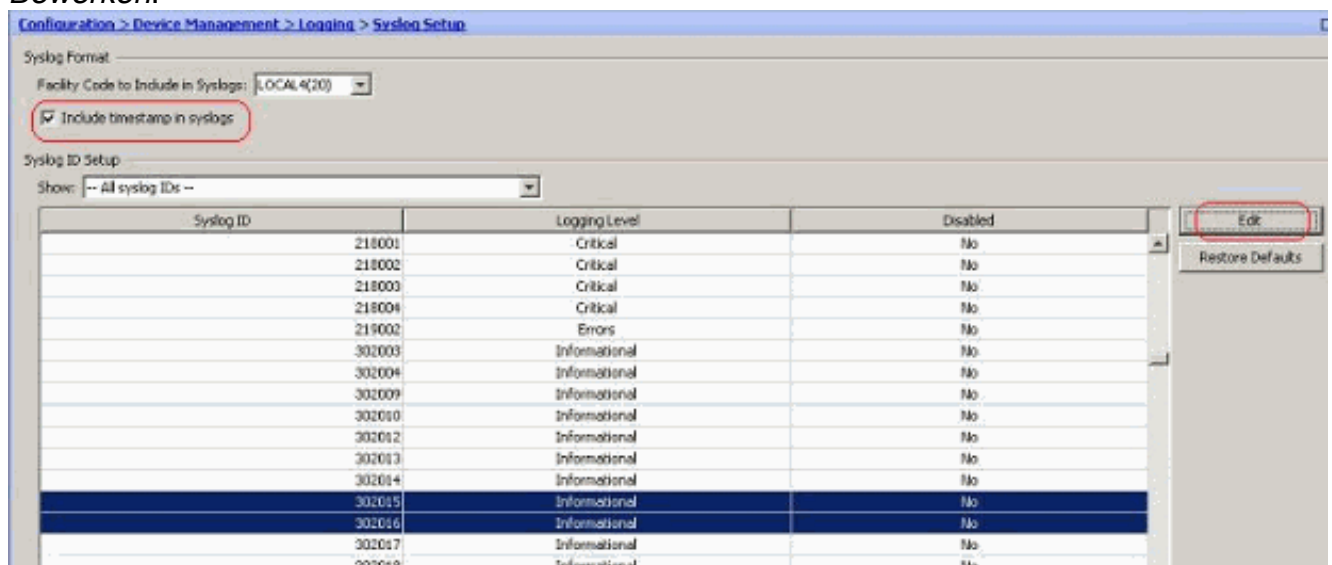 Bewerken.
Configuration > Device Management > Logging > Syslog Setup
Syslog Format
Facility Code to Include in Syslogs: LOCAL4(20)
Include timestamp in syslogs
Syslog ID Setup
Show: -- All syslog IDs --
Syslog ID Logging Level Disabled
Edit
218001 Critical No
Restore Defaults
218002 Critical No
218003 Critical No
218004 Critical No
219002 Errors No
302003 Informational No
302004 Informational No
302009 Informational No
302010 Informational No
302012 Informational No
302013 Informational No
302014 Informational No
302015 Informational No
302016 Informational No
302017 Informational No